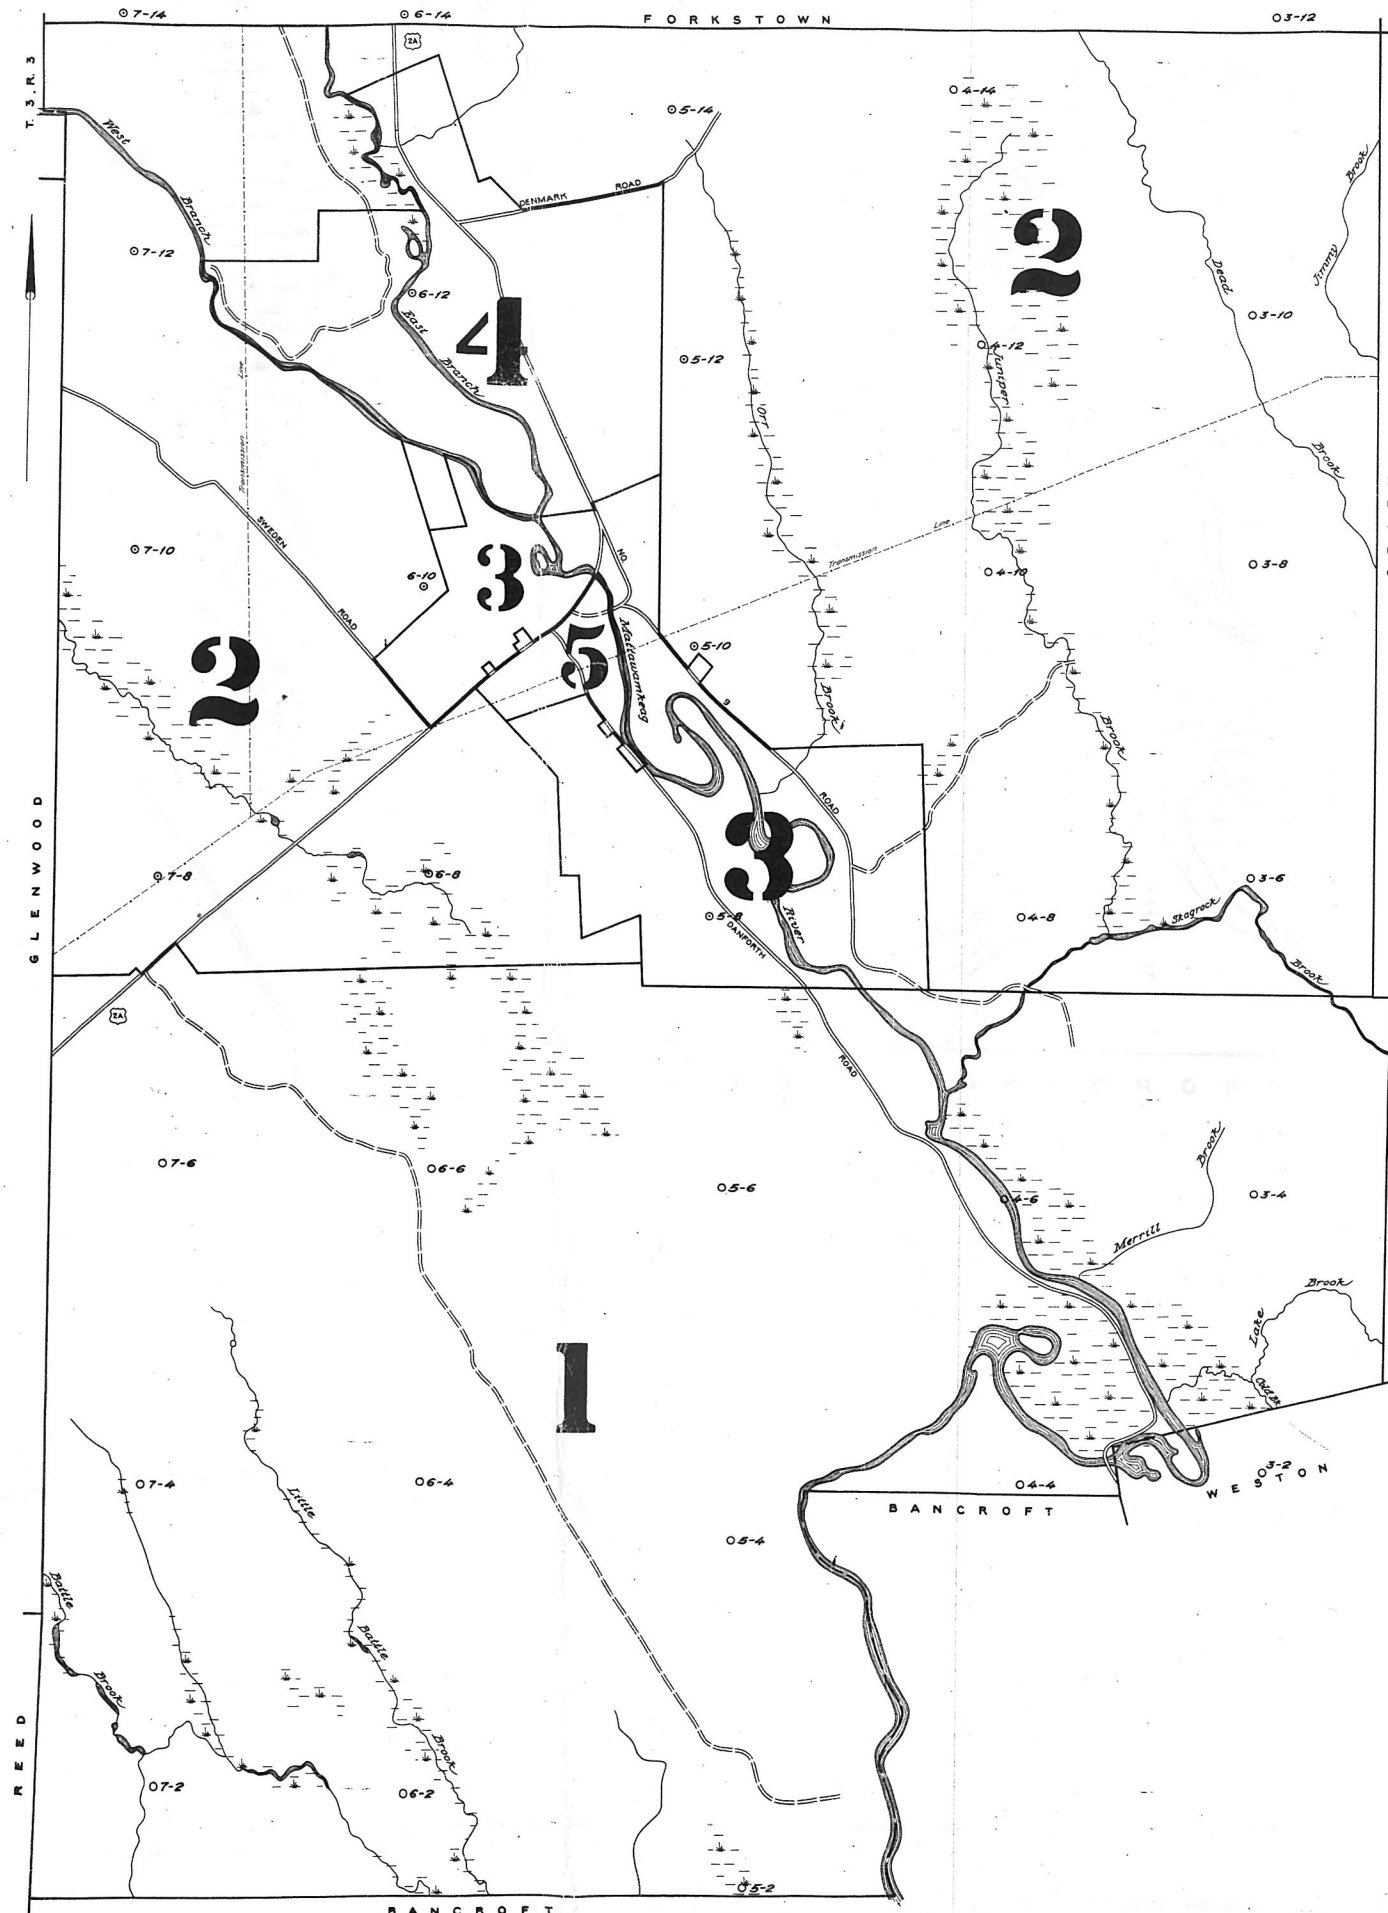 7-14
6-14
FORKSTOWN
3-12
2A
T. 3. R. 3
4-14
5-14
West
Branch
DENMARK ROAD
Jimmy Brook
2
7-12
6-12
Dead
3-10
4
East
Branch
5-12
4-12
Juniper
Orr
Line
Transmission
Brook
SWEDEN
ROAD
7-10
6-10
3
NO.
Transmission Line
4-10
3-8
2
5
Mattawamkeag
5-10
9
Brook
Brook
GLENWOOD
ROAD
7-8
6-8
3
River
5-8
DANFORTH
ROAD
4-8
3-6
Skagrock
Brook
2A
7-6
6-6
5-6
4-6
3-4
Merrill Brook
Lake Brook
Cold Br.
1
7-4
6-4
5-4
4-4
3-2
BANCROFT
WESTON
Little
Battle
Brook
Battle
Brook
REED
7-2
6-2
5-2
BANCROFT